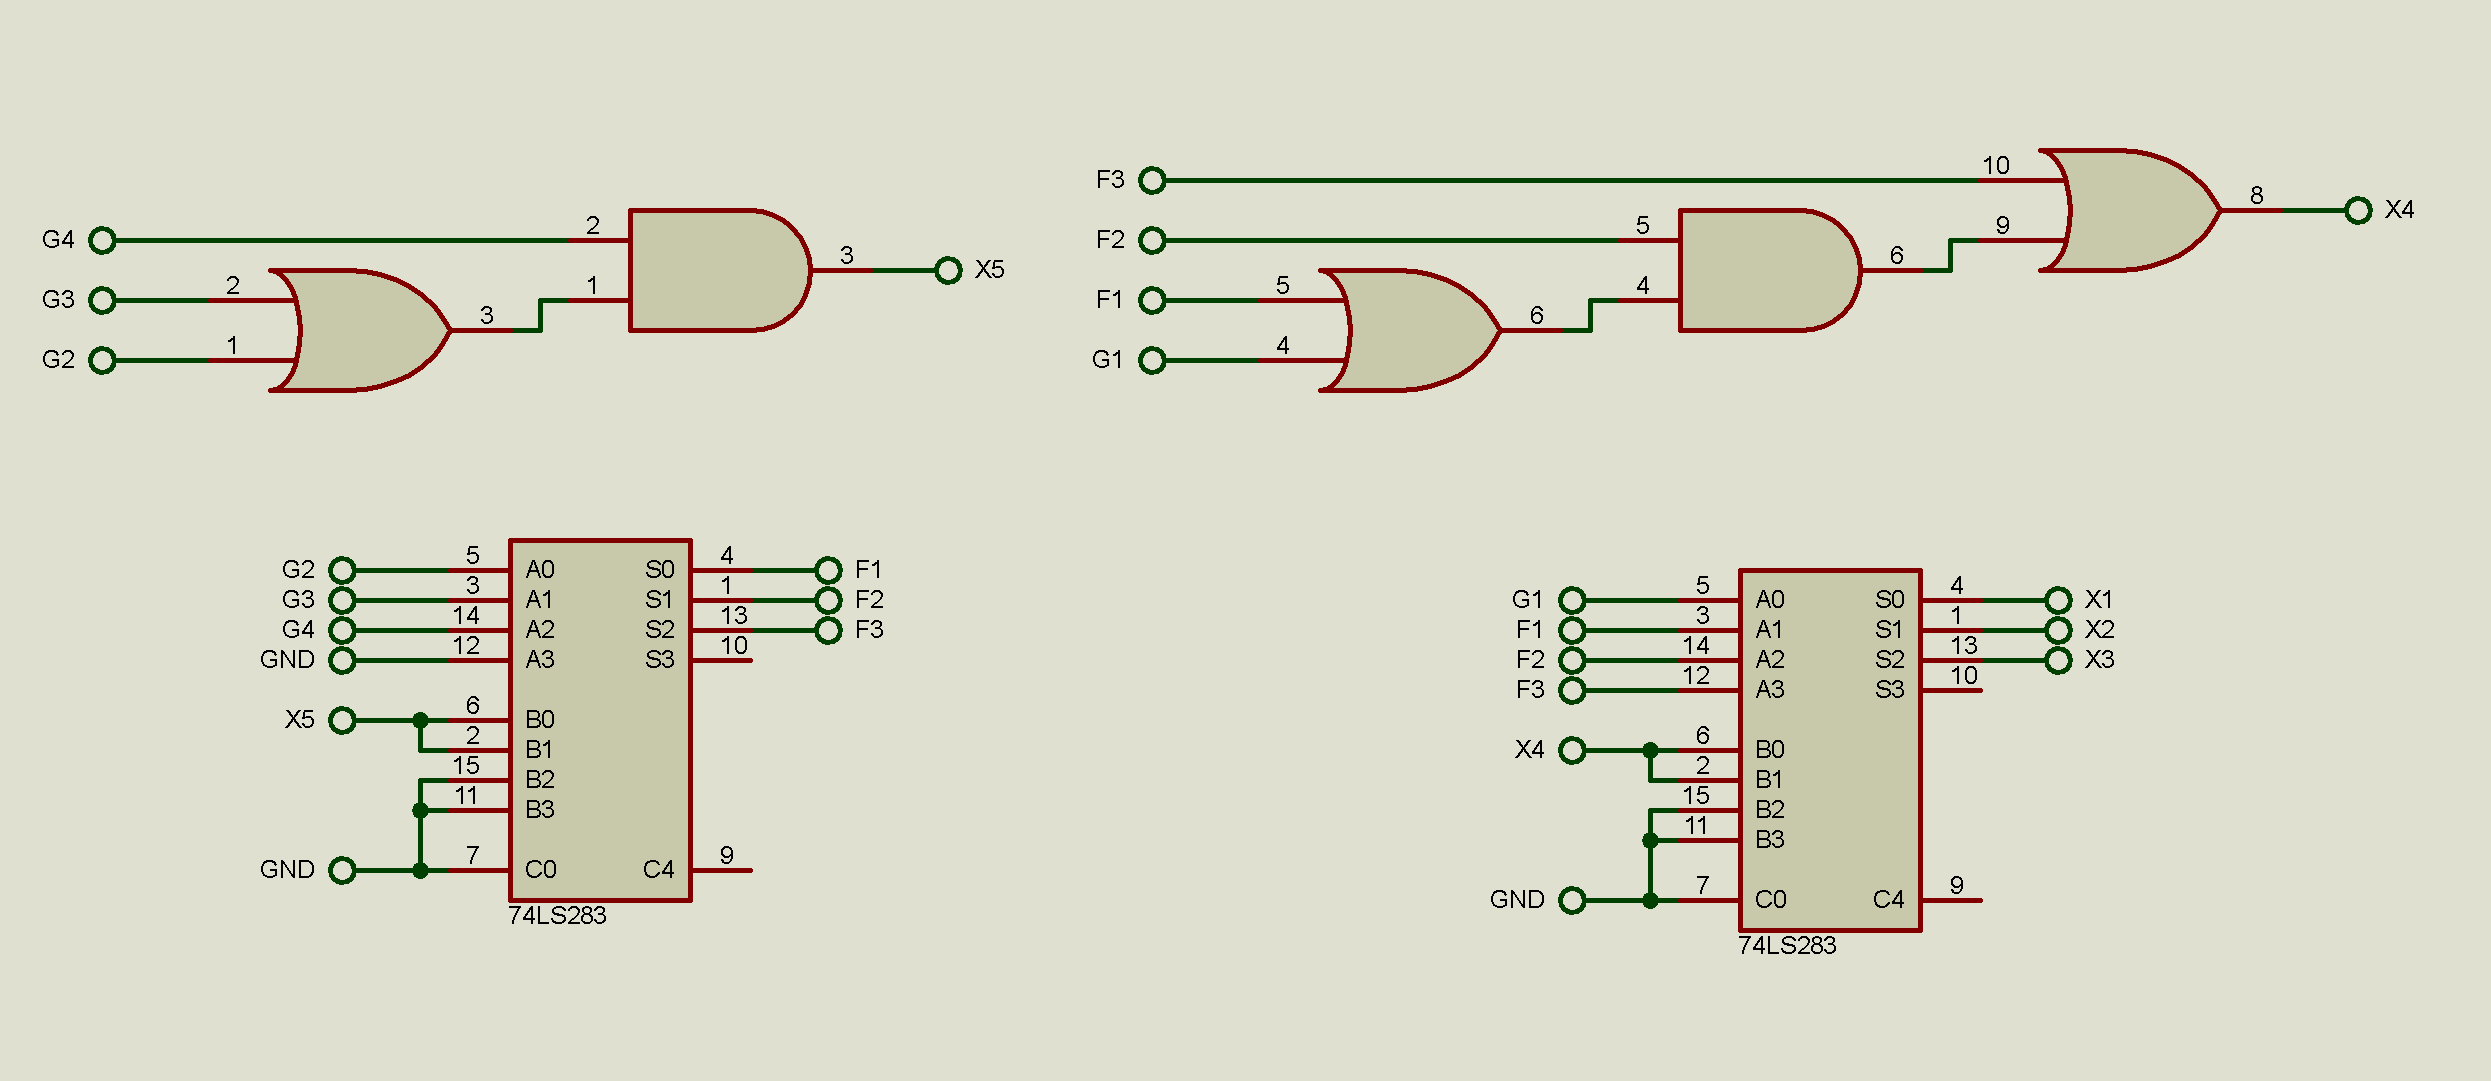 G4 2
G3 2
G2 1
3 1
3 X5
F3 10
F2 5
F1 5
G1 4
6 4
6 9
8 X4
G2 5 A0 S0 4 F1
G3 3 A1 S1 1 F2
G4 14 A2 S2 13 F3
GND 12 A3 S3 10
X5 6 B0
2 B1
15 B2
11 B3
GND 7 C0 C4 9
74LS283
G1 5 A0 S0 4 X1
F1 3 A1 S1 1 X2
F2 14 A2 S2 13 X3
F3 12 A3 S3 10
X4 6 B0
2 B1
15 B2
11 B3
GND 7 C0 C4 9
74LS283